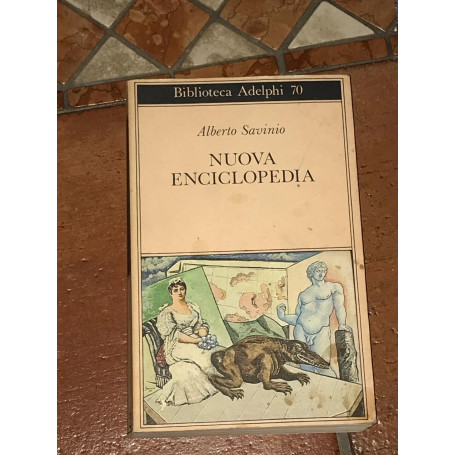 Biblioteca Adelphi 70
Alberto Savinio
NUOVA
ENCICLOPEDIA